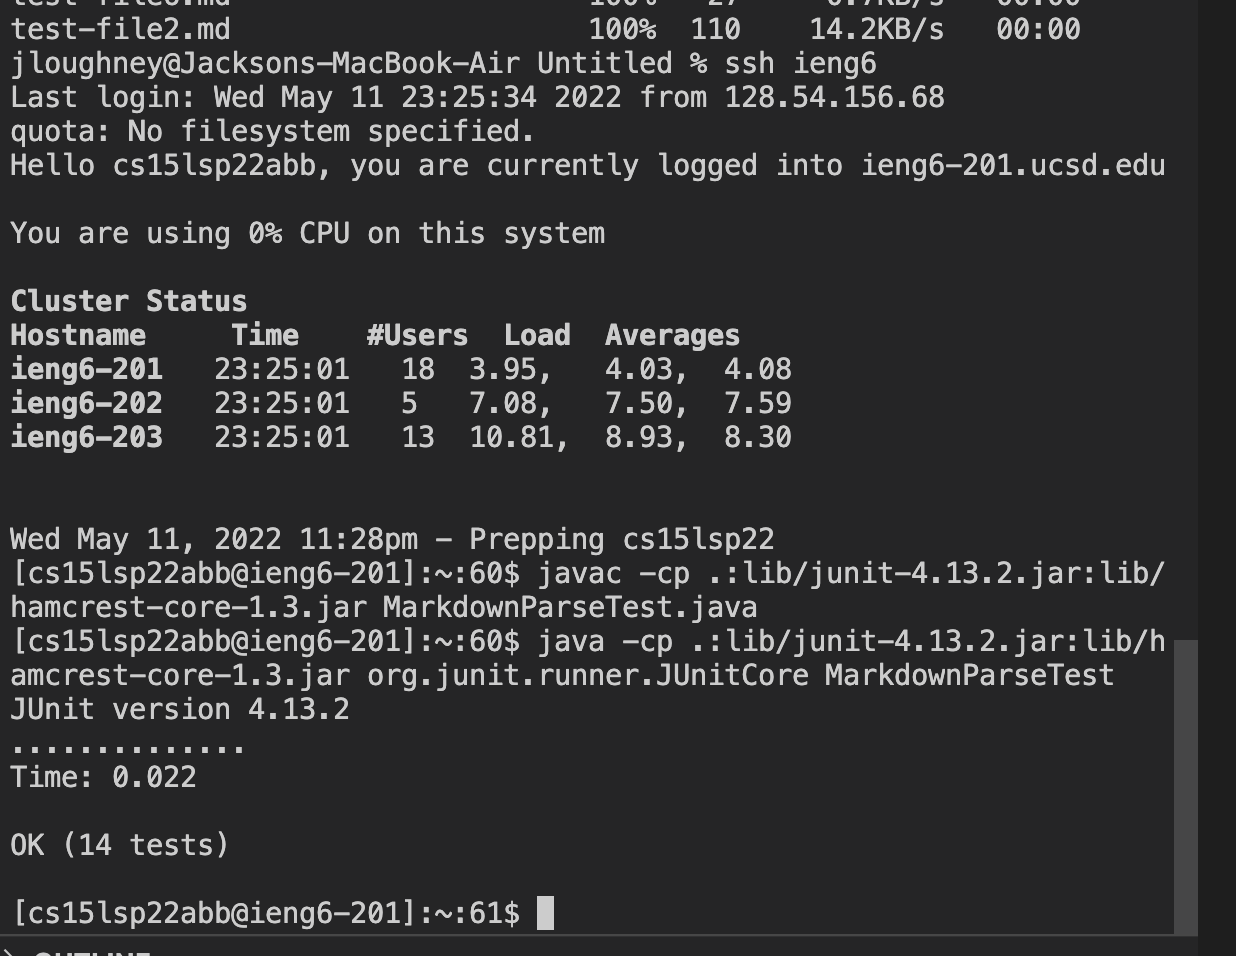 test-file2.md 100% 110 14.2KB/s 00:00
jloughney@Jacksons-MacBook-Air Untitled % ssh ieng6
Last login: Wed May 11 23:25:34 2022 from 128.54.156.68
quota: No filesystem specified.
Hello cs15lsp22abb, you are currently logged into ieng6-201.ucsd.edu
You are using 0% CPU on this system
Cluster Status
Hostname Time #Users Load Averages
ieng6-201 23:25:01 18 3.95, 4.03, 4.08
ieng6-202 23:25:01 5 7.08, 7.50, 7.59
ieng6-203 23:25:01 13 10.81, 8.93, 8.30
Wed May 11, 2022 11:28pm - Prepping cs15lsp22
[cs15lsp22abb@ieng6-201]:~:60$ javac -cp .:lib/junit-4.13.2.jar:lib/
hamcrest-core-1.3.jar MarkdownParseTest.java
[cs15lsp22abb@ieng6-201]:~:60$ java -cp .:lib/junit-4.13.2.jar:lib/h
amcrest-core-1.3.jar org.junit.runner.JUnitCore MarkdownParseTest
JUnit version 4.13.2
..............
Time: 0.022
OK (14 tests)
[cs15lsp22abb@ieng6-201]:~:61$
OUTLINE